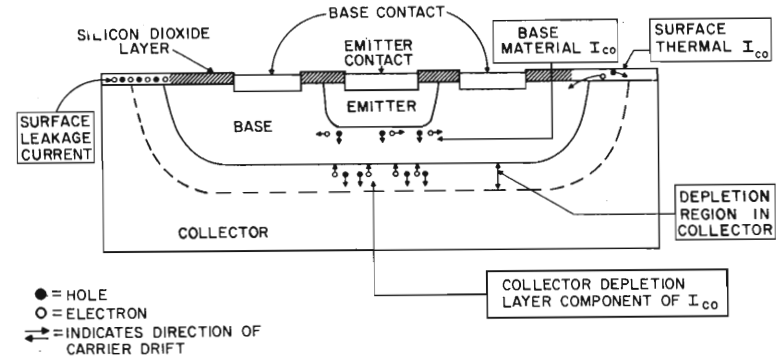 BASE CONTACT
SILICON DIOXIDE
LAYER
EMITTER
CONTACT
BASE
MATERIAL ICO
SURFACE
THERMAL ICO
SURFACE
LEAKAGE
CURRENT
EMITTER
BASE
DEPLETION
REGION IN
COLLECTOR
COLLECTOR
COLLECTOR DEPLETION
LAYER COMPONENT OF ICO
= HOLE
= ELECTRON
=INDICATES DIRECTION OF
CARRIER DRIFT